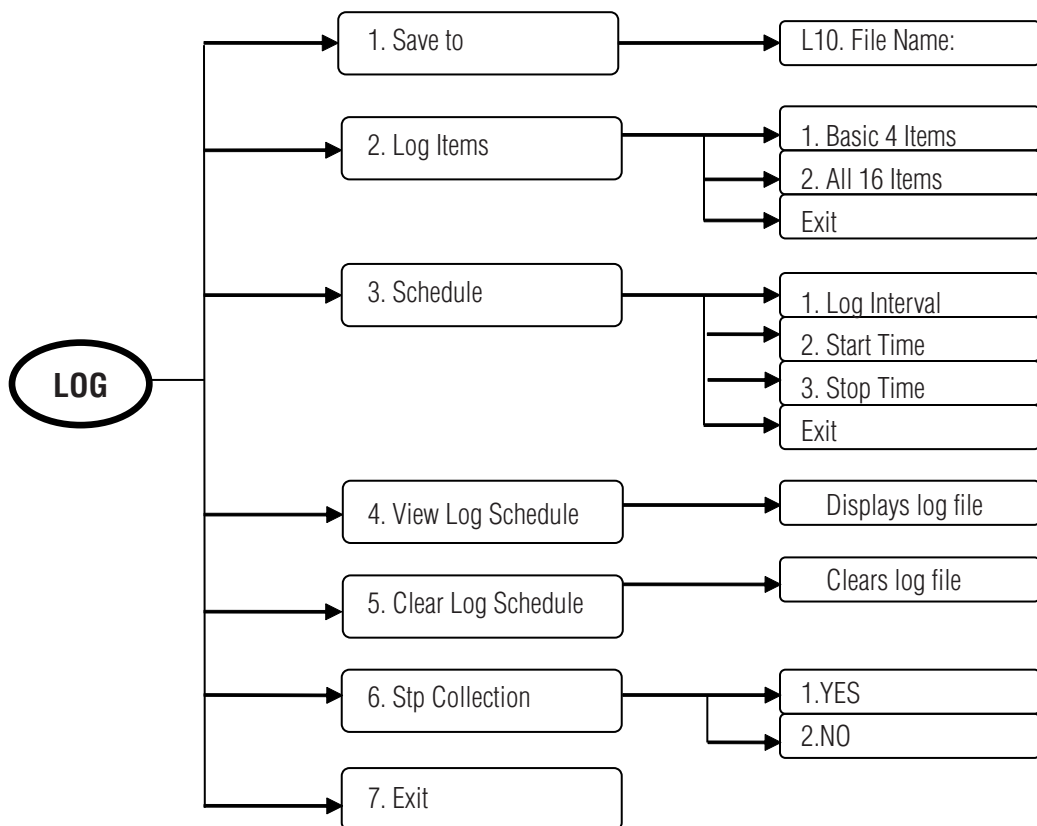 1. Save to
L10. File Name:
2. Log Items
1. Basic 4 Items
2. All 16 Items
Exit
3. Schedule
1. Log Interval
2. Start Time
3. Stop Time
Exit
LOG
4. View Log Schedule
Displays log file
5. Clear Log Schedule
Clears log file
6. Stp Collection
1.YES
2.NO
7. Exit